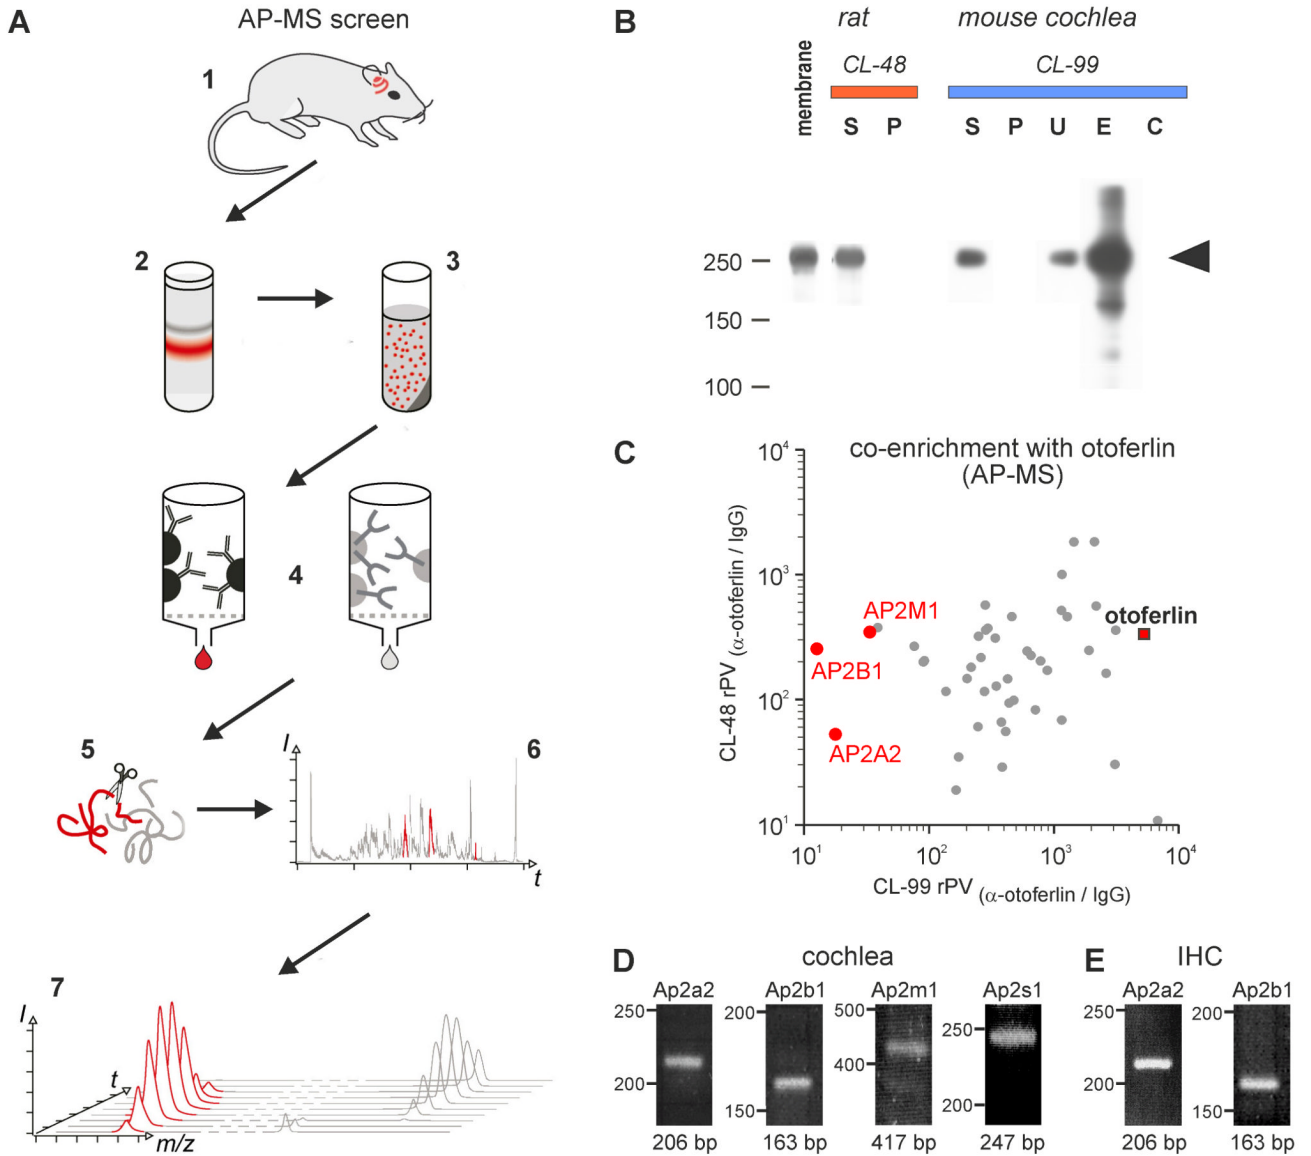 A
AP-MS screen
1
2
3
4
5
6
I
t
7
I
t
m/z
B
rat
mouse cochlea
membrane
CL-48
CL-99
S P
S P U E C
250
150
100
C
co-enrichment with otoferlin
(AP-MS)
10⁴
10³
10²
10¹
CL-48 rPV (α-otoferlin / IgG)
AP2M1
AP2B1
AP2A2
otoferlin
10¹ 10² 10³ 10⁴
CL-99 rPV (α-otoferlin / IgG)
D
cochlea
Ap2a2 Ap2b1 Ap2m1 Ap2s1
250
200
200
150
500
400
250
200
206 bp 163 bp 417 bp 247 bp
E
IHC
Ap2a2 Ap2b1
250
200
200
150
206 bp 163 bp